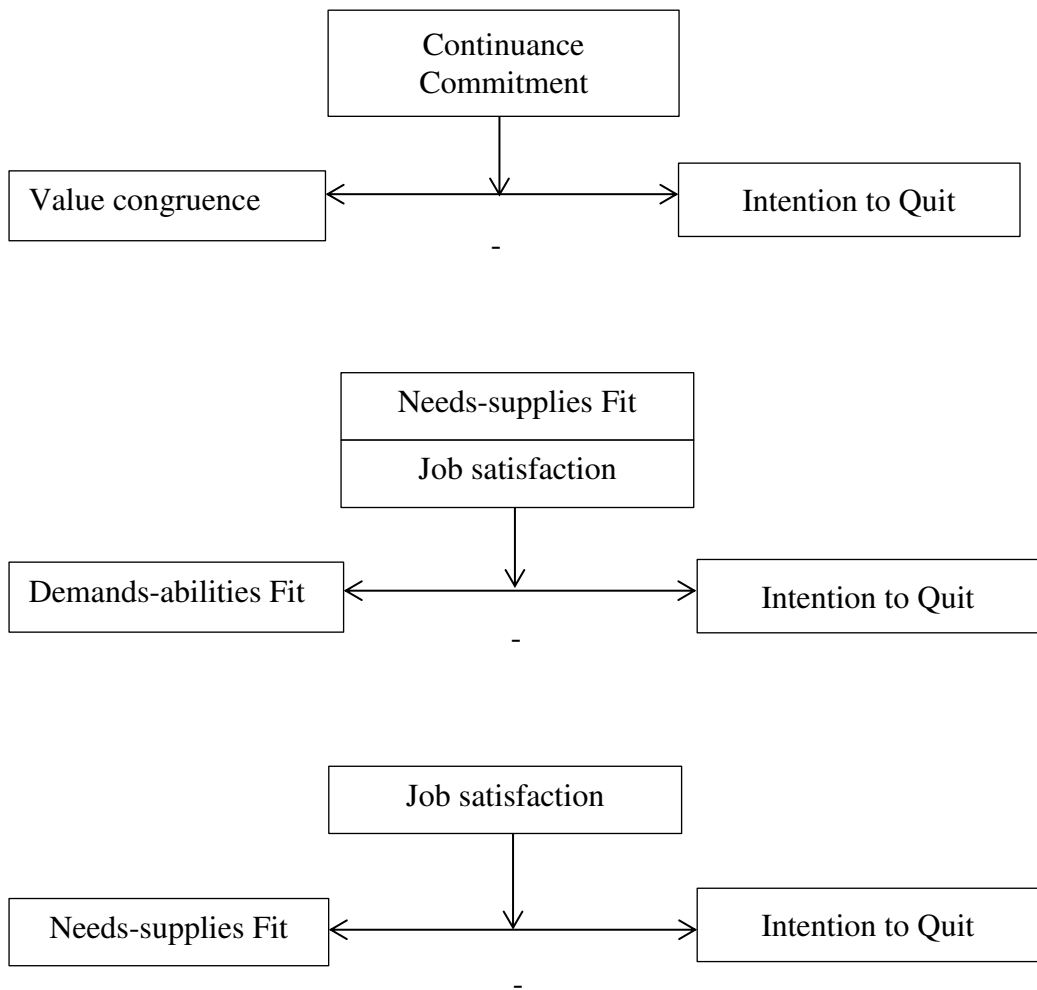 Continuance
Commitment
Value congruence
Intention to Quit
-
Needs-supplies Fit
Job satisfaction
Demands-abilities Fit
Intention to Quit
-
Job satisfaction
Needs-supplies Fit
Intention to Quit
-